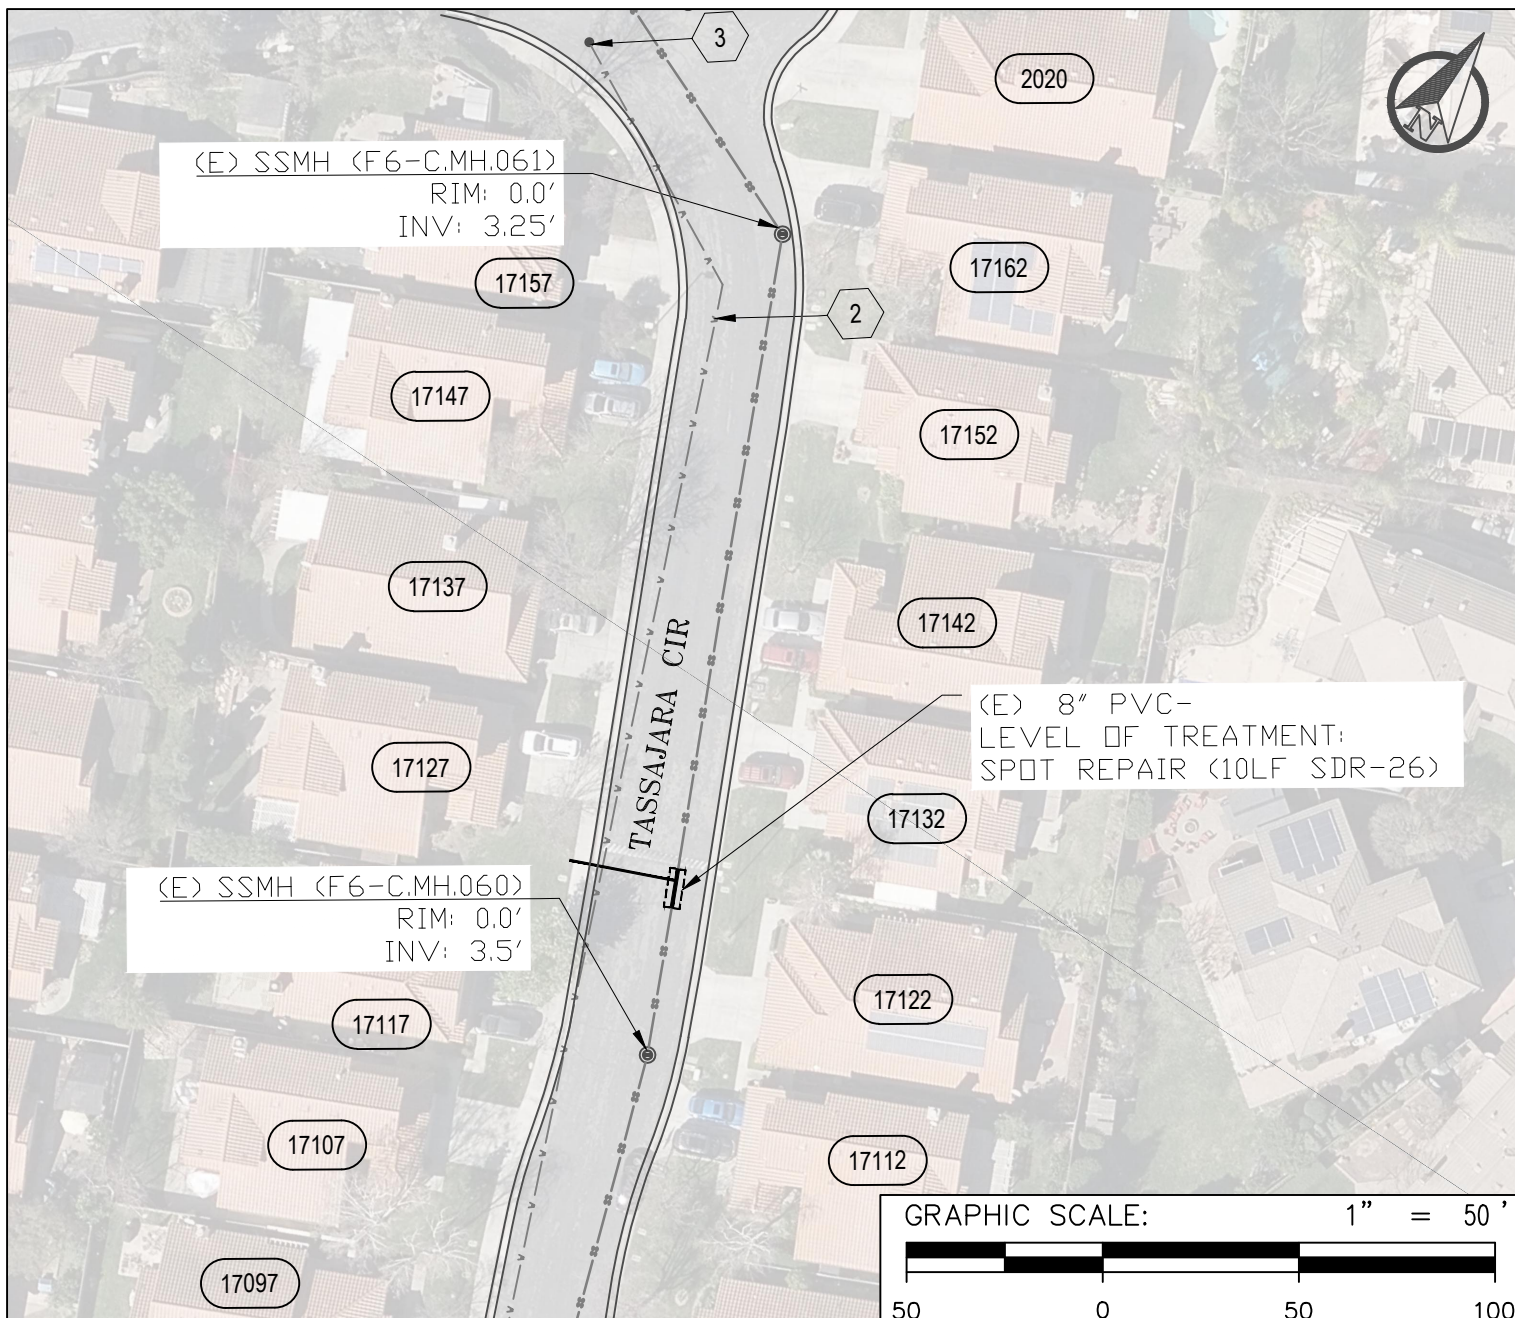 3
2020
N
(E) SSMH (F6-C.MH.061)
RIM: 0.0'
INV: 3.25'
17162
17157
2
17147
17152
17137
17142
TASSAJARA CIR
(E) 8" PVC-
LEVEL OF TREATMENT:
SPOT REPAIR (10LF SDR-26)
17127
17132
(E) SSMH (F6-C.MH.060)
RIM: 0.0'
INV: 3.5'
17122
17117
17107
17112
GRAPHIC SCALE: 1" = 50 '
17097
50 0 50 100